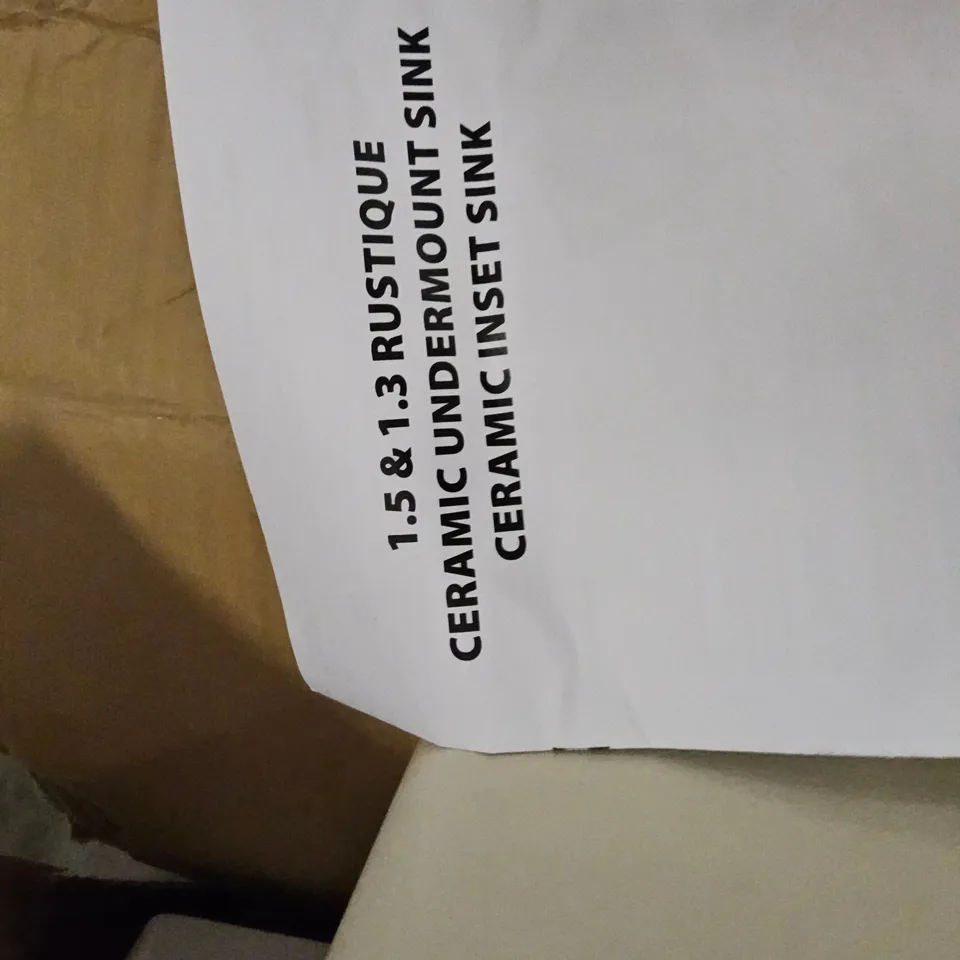 1.5 & 1.3 RUSTIQUE
CERAMIC UNDERMOUNT SINK
CERAMIC INSET SINK